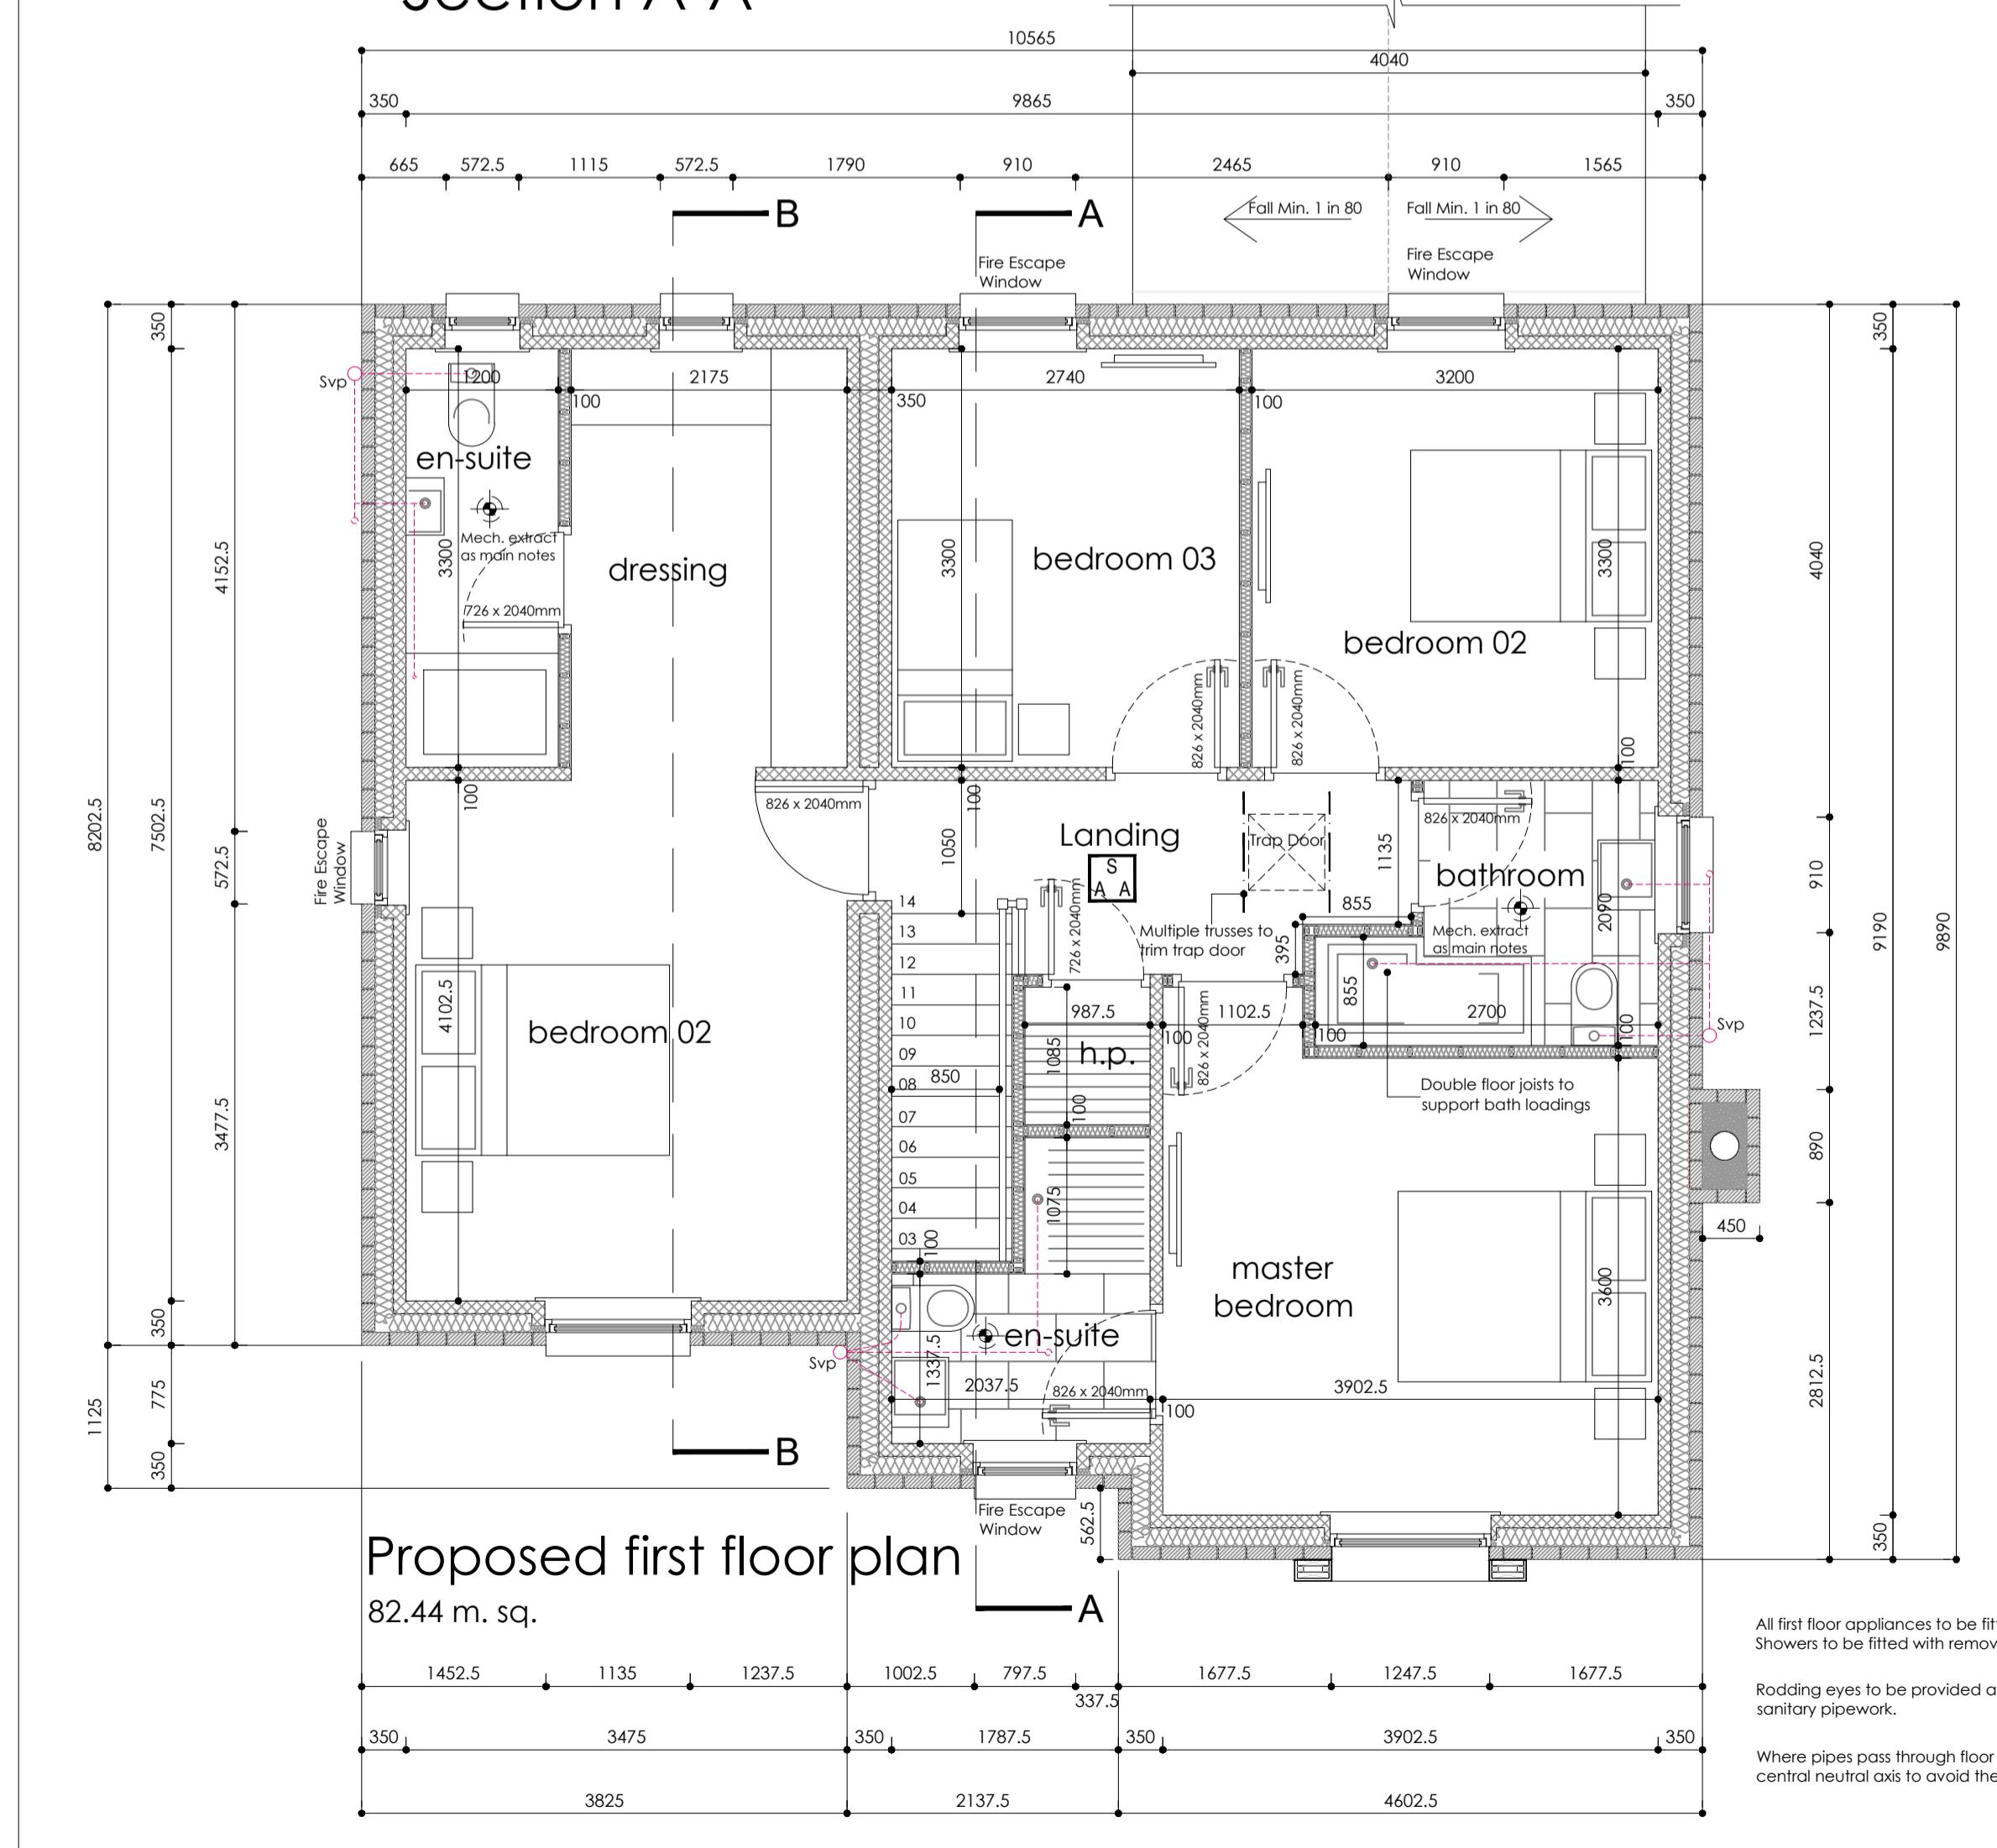 Section A-A
10565
4040
350
9865
350
665
572.5
1115
572.5
1790
910
2465
910
1565
B
A
Fall Min. 1 in 80
Fall Min. 1 in 80
Fire Escape
Window
Fire Escape
Window
350
350
Svp
1200
100
2175
350
2740
100
3200
en-suite
Mech. extract
as main notes
3300
726 x 2040mm
dressing
3300
bedroom 03
3300
bedroom 02
8202.5
7502.5
4152.5
572.5
3477.5
4040
910
1237.5
890
2812.5
9190
9890
826 x 2040mm
826 x 2040mm
100
100
826 x 2040mm
100
1050
Landing
S
A A
Trap Door
1135
826 x 2040mm
bathroom
2090
Mech. extract
as main notes
Fire Escape
Window
855
395
Multiple trusses to
trim trap door
726 x 2040mm
14
13
12
11
10
09
08
07
06
05
04
03
850
4102.5
bedroom 02
987.5
100
1102.5
826 x 2040mm
855
100
2700
100
Svp
1085
h.p.
100
Double floor joists to
support bath loadings
1075
100
450
master
bedroom
3600
350
775
350
1125
en-suite
Svp
1337.5
2037.5
826 x 2040mm
100
3902.5
B
Fire Escape
Window
562.5
350
Proposed first floor plan
82.44 m. sq.
A
All first floor appliances to be fit
Showers to be fitted with remov
Rodding eyes to be provided a
sanitary pipework.
Where pipes pass through floor
central neutral axis to avoid the
1452.5
1135
1237.5
1002.5
797.5
337.5
1677.5
1247.5
1677.5
350
3475
350
1787.5
350
3902.5
350
3825
2137.5
4602.5